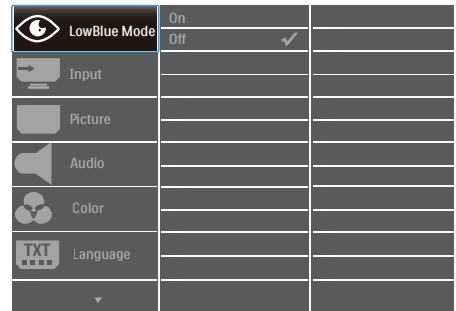 LowBlue Mode
On
Off
Input
Picture
Audio
Color
TXT
Language